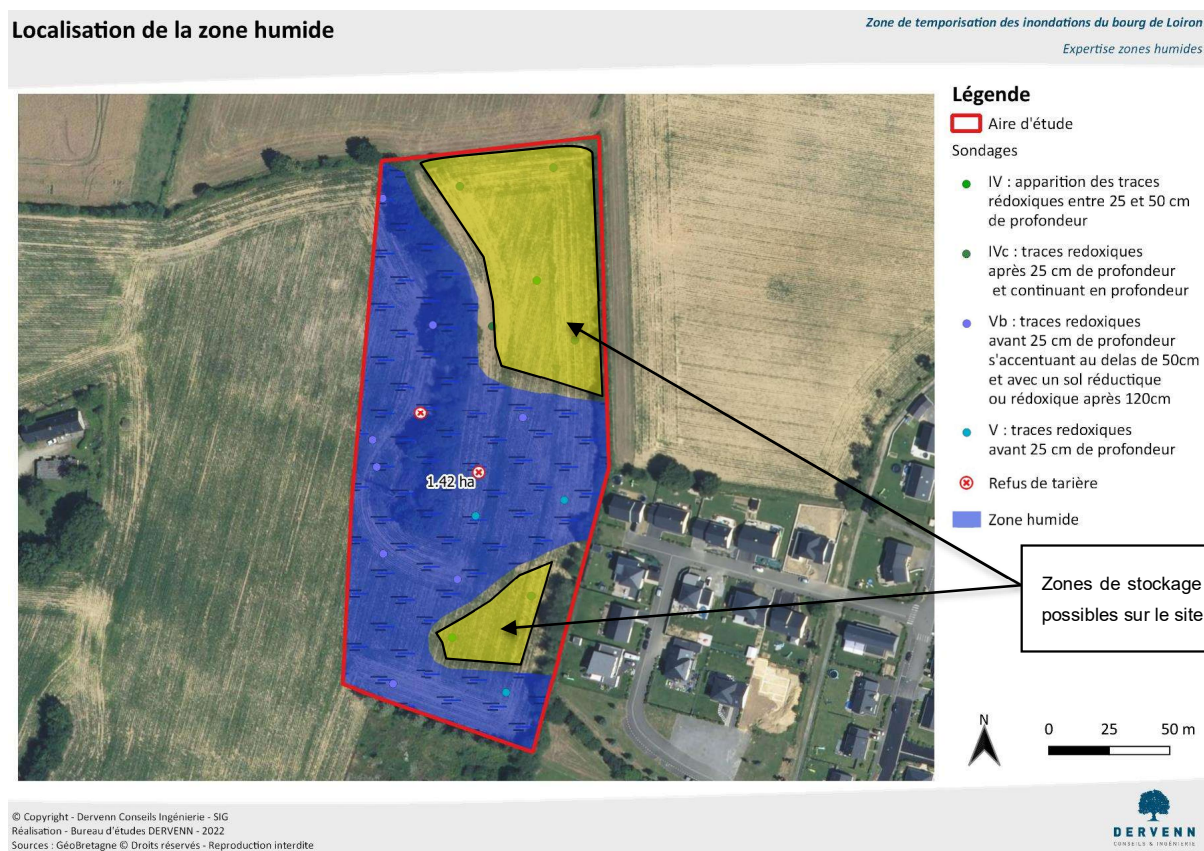 Localisation de la zone humide
Zone de temporisation des inondations du bourg de Loiron
Expertise zones humides
Légende
Aire d'étude
Sondages
IV : apparition des traces
rédoxiques entre 25 et 50 cm
de profondeur
IVc : traces redoxiques
après 25 cm de profondeur
et continuant en profondeur
Vb : traces redoxiques
avant 25 cm de profondeur
s'accentuant au delas de 50cm
et avec un sol réductique
ou rédoxique après 120cm
V : traces redoxiques
avant 25 cm de profondeur
Refus de tarière
Zone humide
1.42 ha
Zones de stockage
possibles sur le site
N
0 25 50 m
© Copyright - Dervenn Conseils Ingénierie - SIG
Réalisation - Bureau d'études DERVENN - 2022
Sources : GéoBretagne © Droits réservés - Reproduction interdite
DERVENN
CONSEILS & INGÉNIERIE